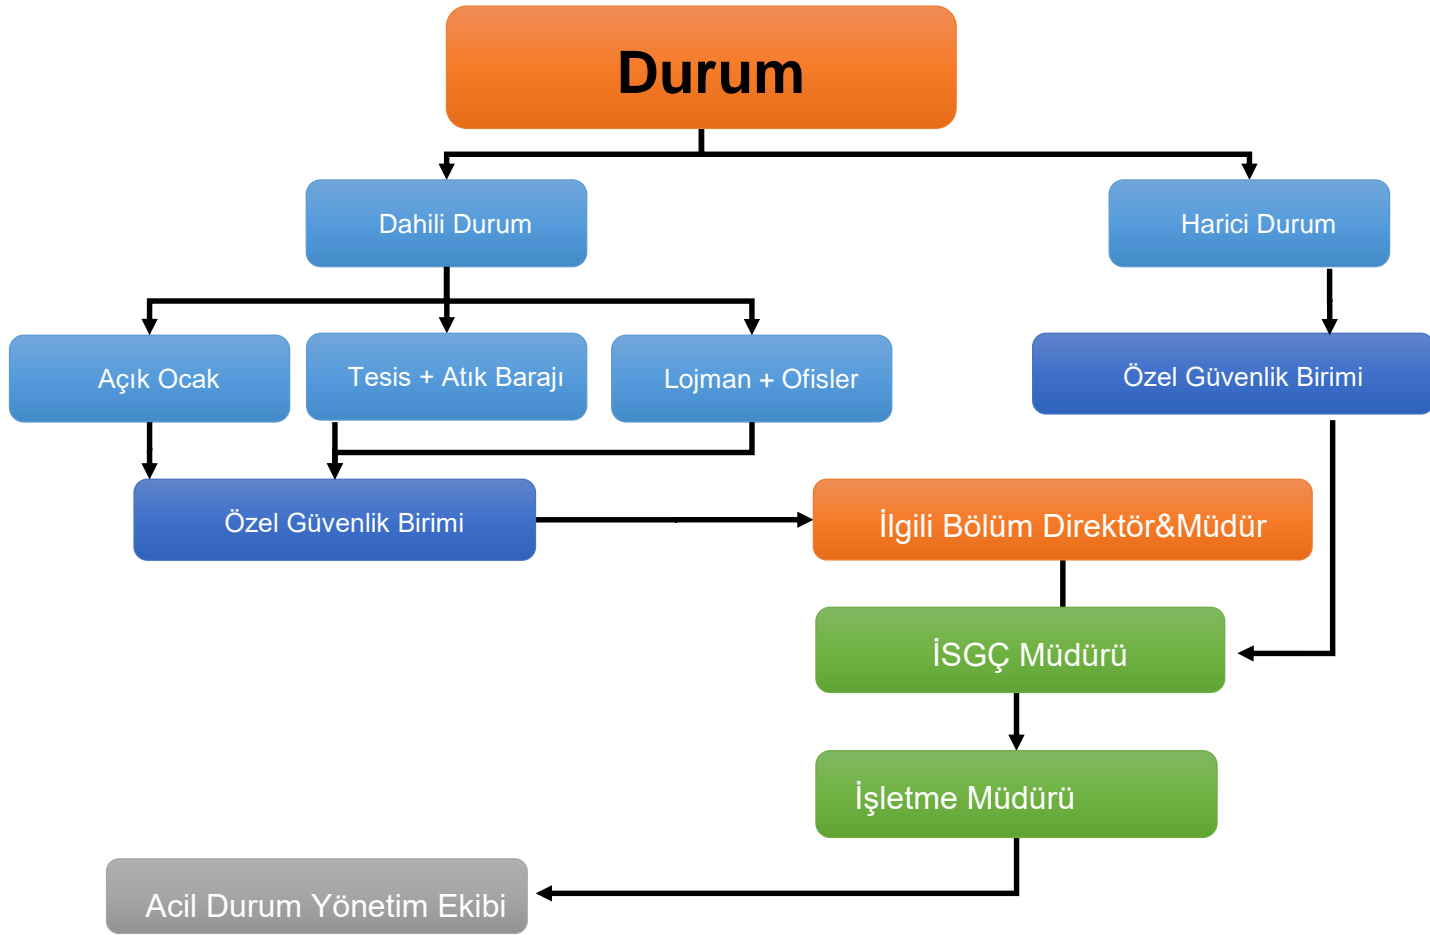 Durum
Dahili Durum
Harici Durum
Açık Ocak
Tesis + Atık Barajı
Lojman + Ofisler
Özel Güvenlik Birimi
Özel Güvenlik Birimi
İlgili Bölüm Direktör&Müdür
İSGÇ Müdürü
İşletme Müdürü
Acil Durum Yönetim Ekibi